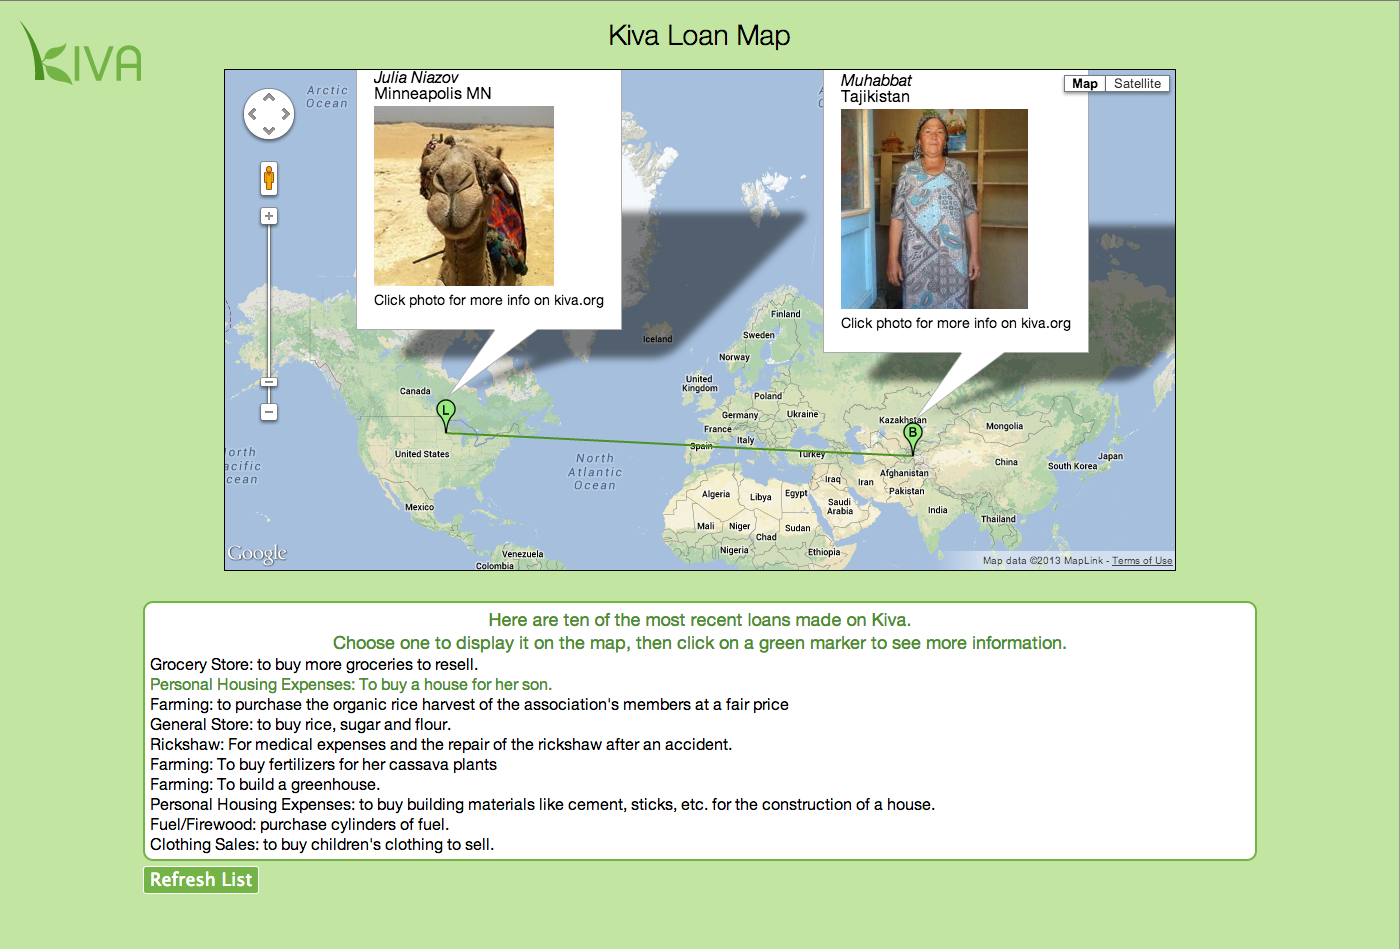 KIVA
Kiva Loan Map
Julia Niazov
Minneapolis MN
Click photo for more info on kiva.org
Muhabbat
Tajikistan
Click photo for more info on kiva.org
Map Satellite
Arctic
Ocean
Iceland
Finland
Sweden
Norway
United
Kingdom
Poland
Germany
Ukraine
France
Italy
Spain
Turkey
Kazakhstan
Mongolia
China
Japan
South Korea
Afghanistan
Pakistan
Iran
Iraq
India
Thailand
Saudi
Arabia
Egypt
Libya
Algeria
Mali
Niger
Chad
Sudan
Nigeria
Ethiopia
Canada
L
B
United States
Mexico
Venezuela
Colombia
North
Atlantic
Ocean
orth
acific
cean
Google
Map data ©2013 MapLink - Terms of Use
Here are ten of the most recent loans made on Kiva.
Choose one to display it on the map, then click on a green marker to see more information.
Grocery Store: to buy more groceries to resell.
Personal Housing Expenses: To buy a house for her son.
Farming: to purchase the organic rice harvest of the association's members at a fair price
General Store: to buy rice, sugar and flour.
Rickshaw: For medical expenses and the repair of the rickshaw after an accident.
Farming: To buy fertilizers for her cassava plants
Farming: To build a greenhouse.
Personal Housing Expenses: to buy building materials like cement, sticks, etc. for the construction of a house.
Fuel/Firewood: purchase cylinders of fuel.
Clothing Sales: to buy children's clothing to sell.
Refresh List